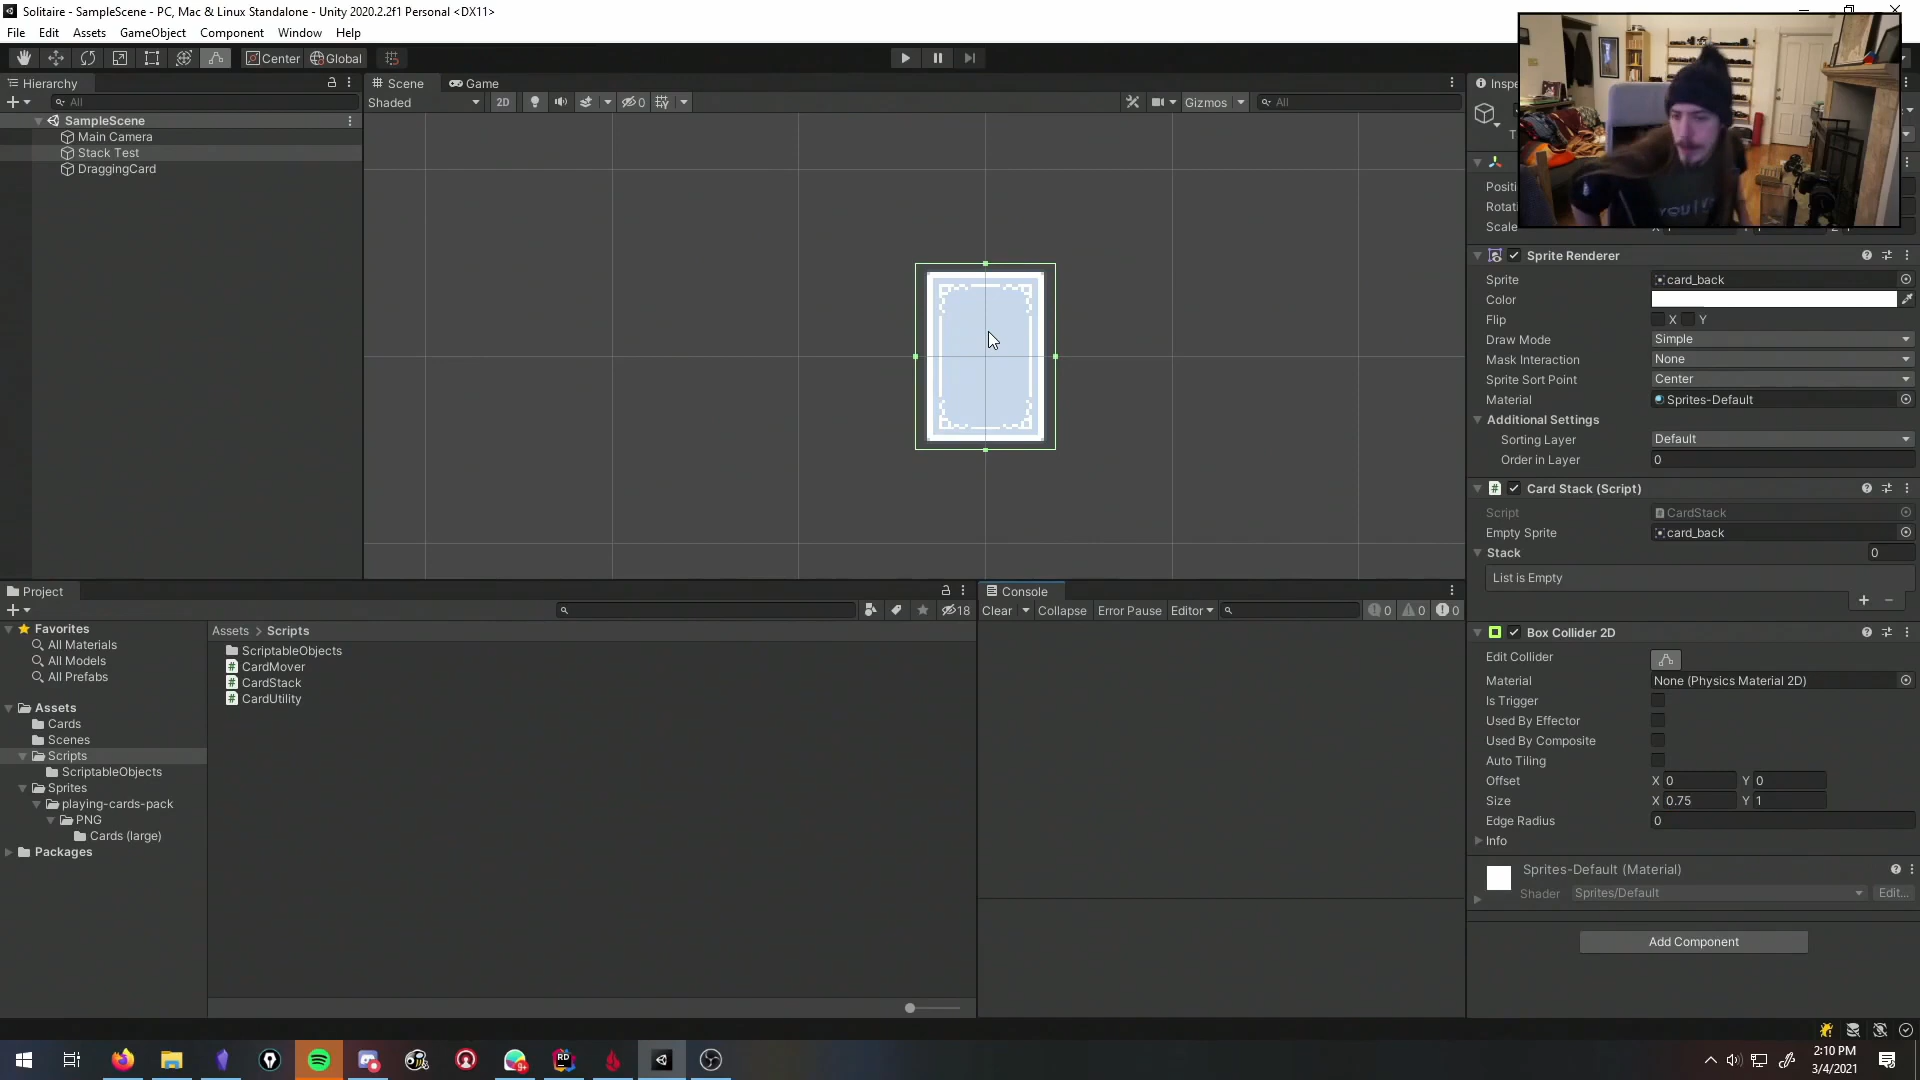 Solitaire - SampleScene - PC, Mac & Linux Standalone - Unity 2020.2.2f1 Personal <DX11>
File Edit Assets GameObject Component Window Help
Center Global
Hierarchy
All
SampleScene
Main Camera
Stack Test
DraggingCard
Scene Game
Shaded 2D 0 Gizmos All
Rotat
Scale
Sprite Renderer
Sprite card_back
Color
Flip X Y
Draw Mode Simple
Mask Interaction None
Sprite Sort Point Center
Material Sprites-Default
Additional Settings
Sorting Layer Default
Order in Layer 0
Card Stack (Script)
Script CardStack
Empty Sprite card_back
Stack 0
List is Empty
Box Collider 2D
Edit Collider
Material None (Physics Material 2D)
Is Trigger
Used By Effector
Used By Composite
Auto Tiling
Offset X 0 Y 0
Size X 0.75 Y 1
Edge Radius 0
Info
Sprites-Default (Material)
Shader Sprites/Default Edit...
Add Component
Project
18
Favorites
All Materials
All Models
All Prefabs
Assets
Cards
Scenes
Scripts
ScriptableObjects
Sprites
playing-cards-pack
PNG
Cards (large)
Packages
Assets > Scripts
ScriptableObjects
CardMover
CardStack
CardUtility
Console
Clear Collapse Error Pause Editor 0 0 0
RD
9+
2:10 PM
3/4/2021